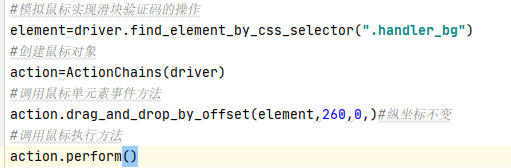 #模拟鼠标实现滑块验证码的操作
element=driver.find_element_by_css_selector(".handler_bg")
#创建鼠标对象
action=ActionChains(driver)
#调用鼠标单元素事件方法
action.drag_and_drop_by_offset(element,260,0,)#纵坐标不变
#调用鼠标执行方法
action.perform()